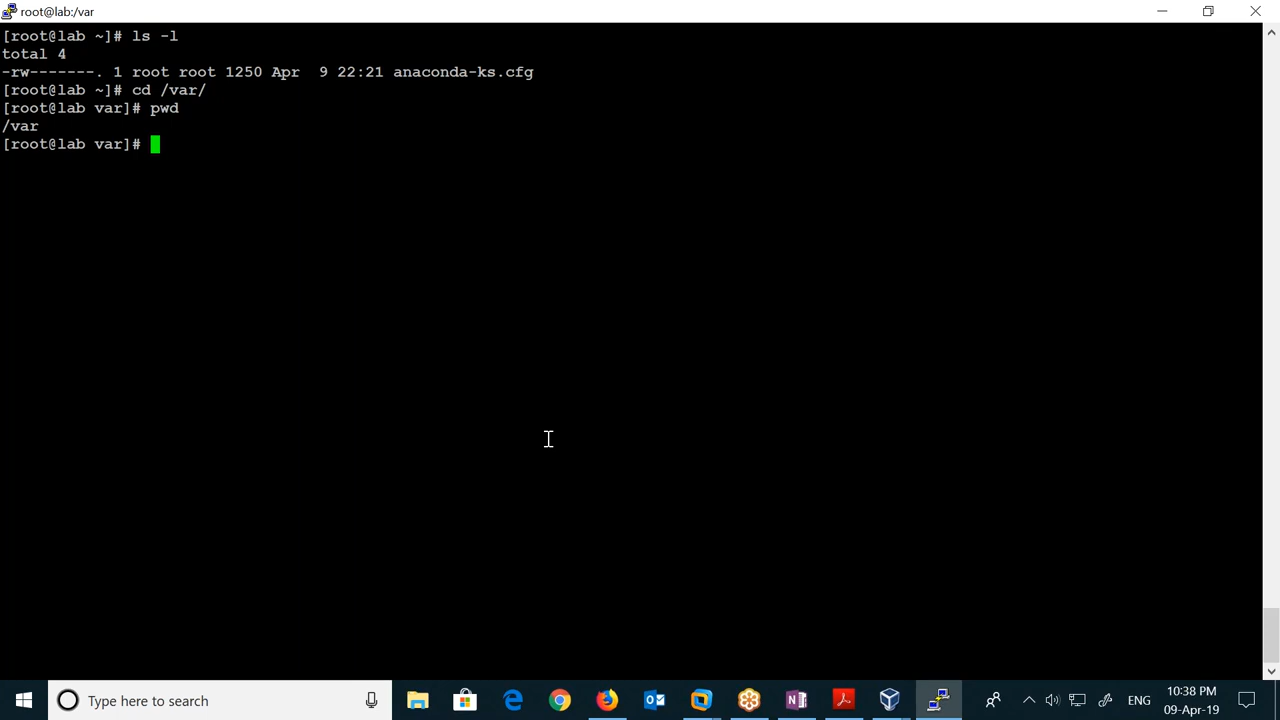 root@lab:/var
[root@lab ~]# ls -l
total 4
-rw-------. 1 root root 1250 Apr  9 22:21 anaconda-ks.cfg
[root@lab ~]# cd /var/
[root@lab var]# pwd
/var
[root@lab var]#
Type here to search
ENG
10:38 PM
09-Apr-19